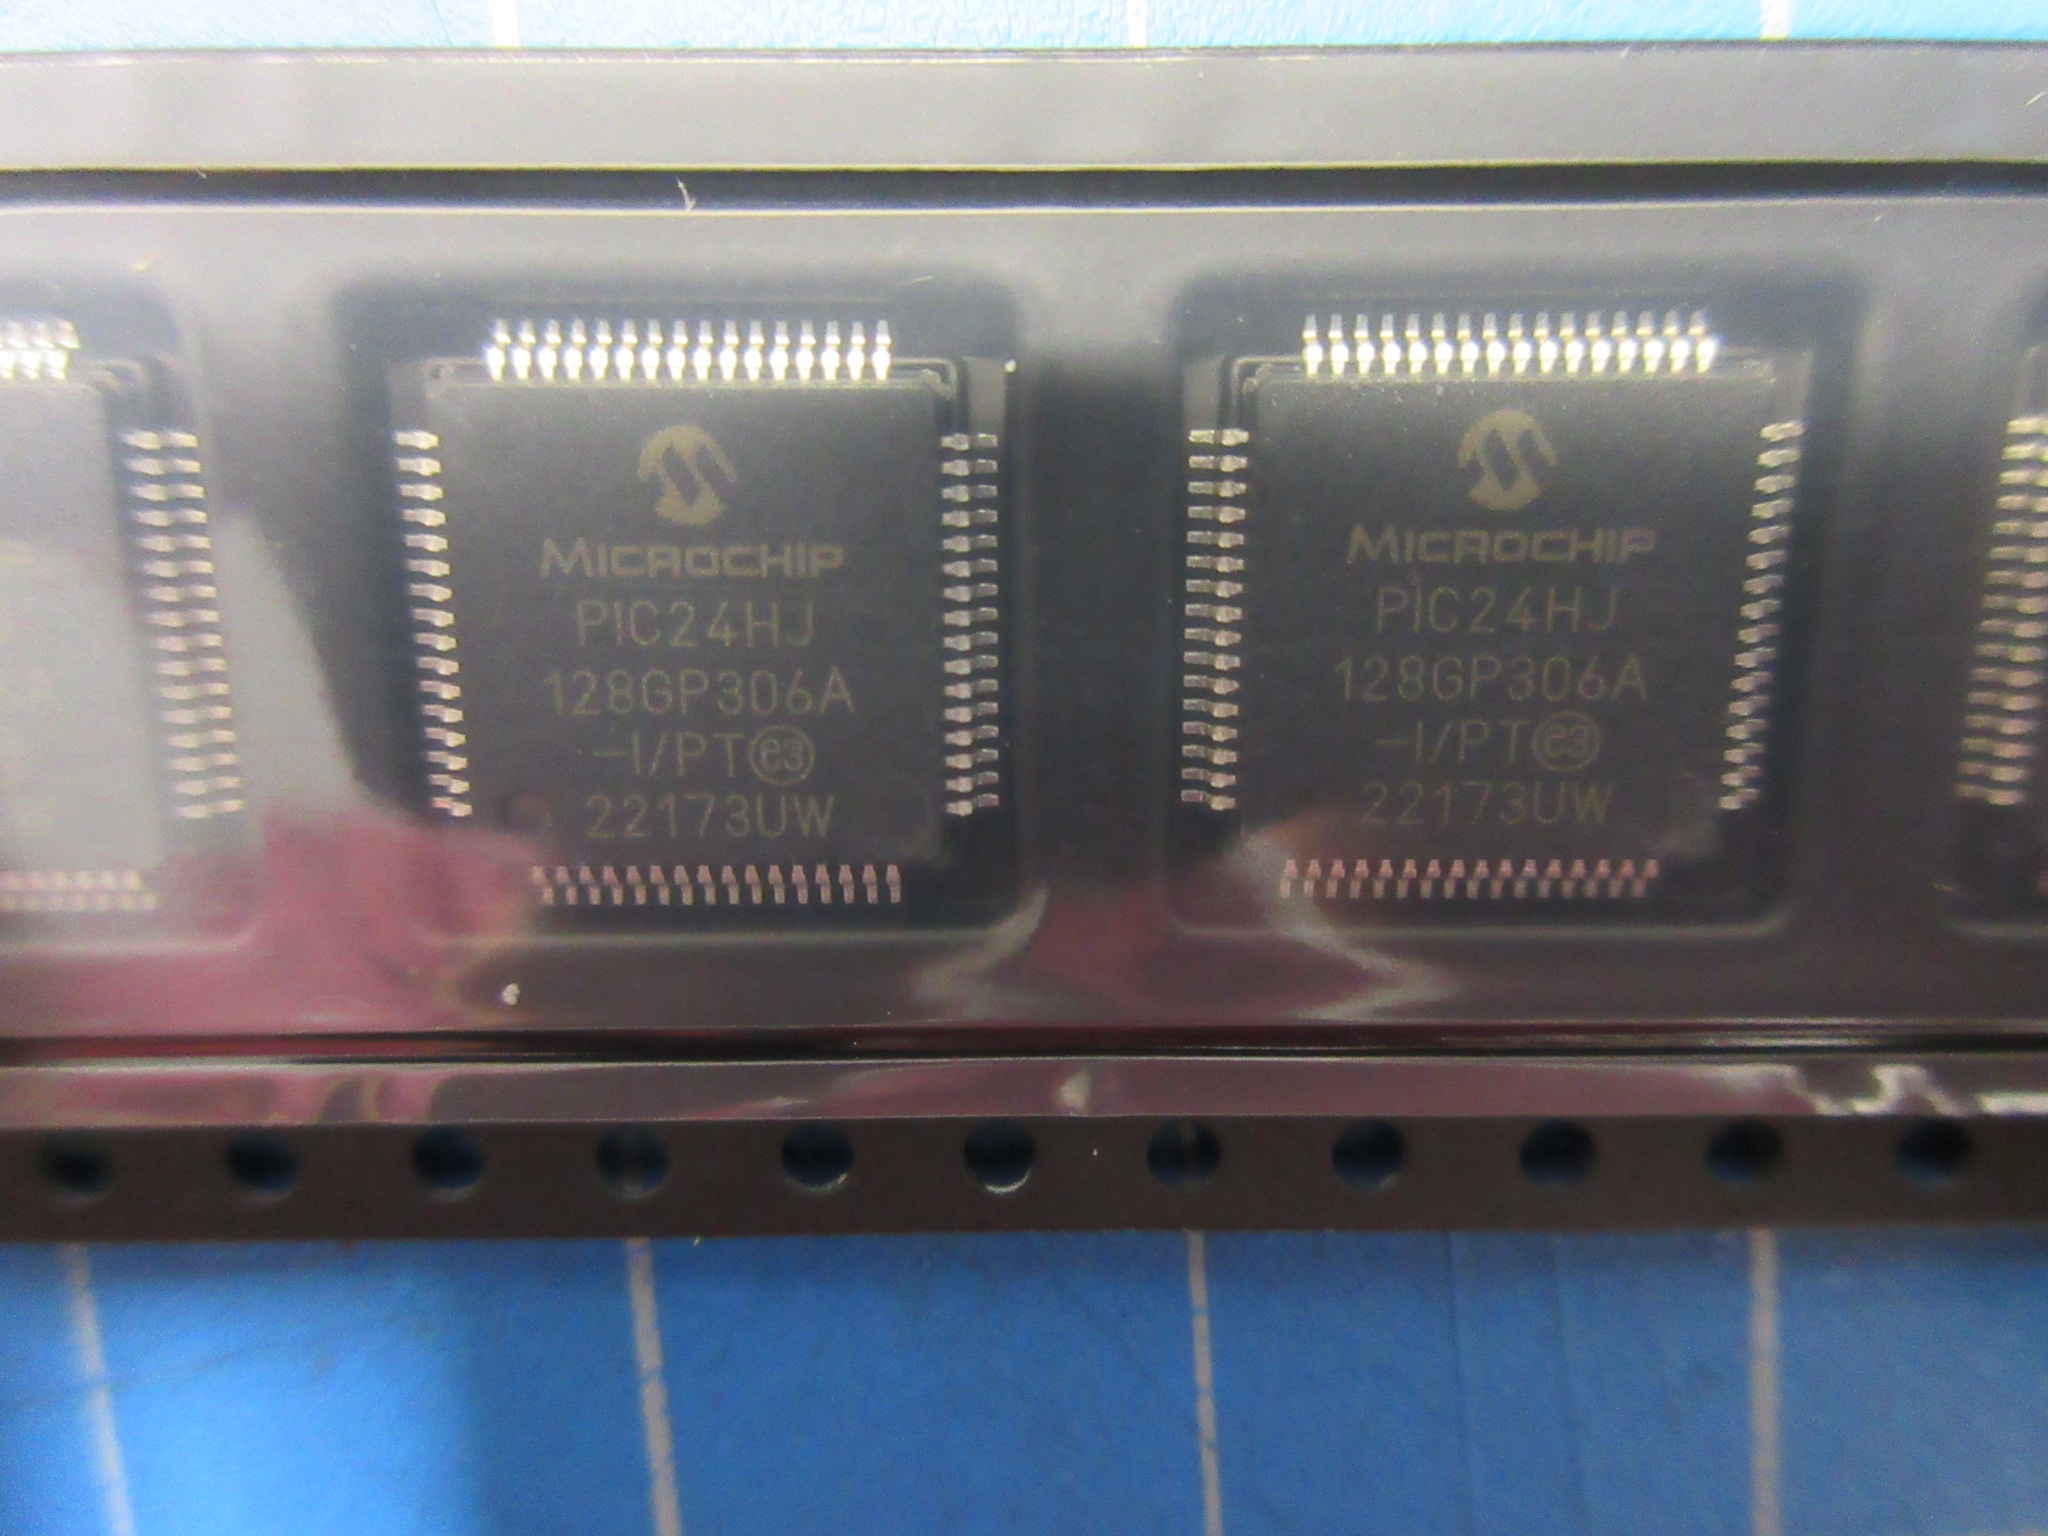 MICROCHIP
PIC24HJ
128GP306A
-I/PT e3
22173UW
MICROCHIP
PIC24HJ
128GP306A
-I/PT e3
22173UW